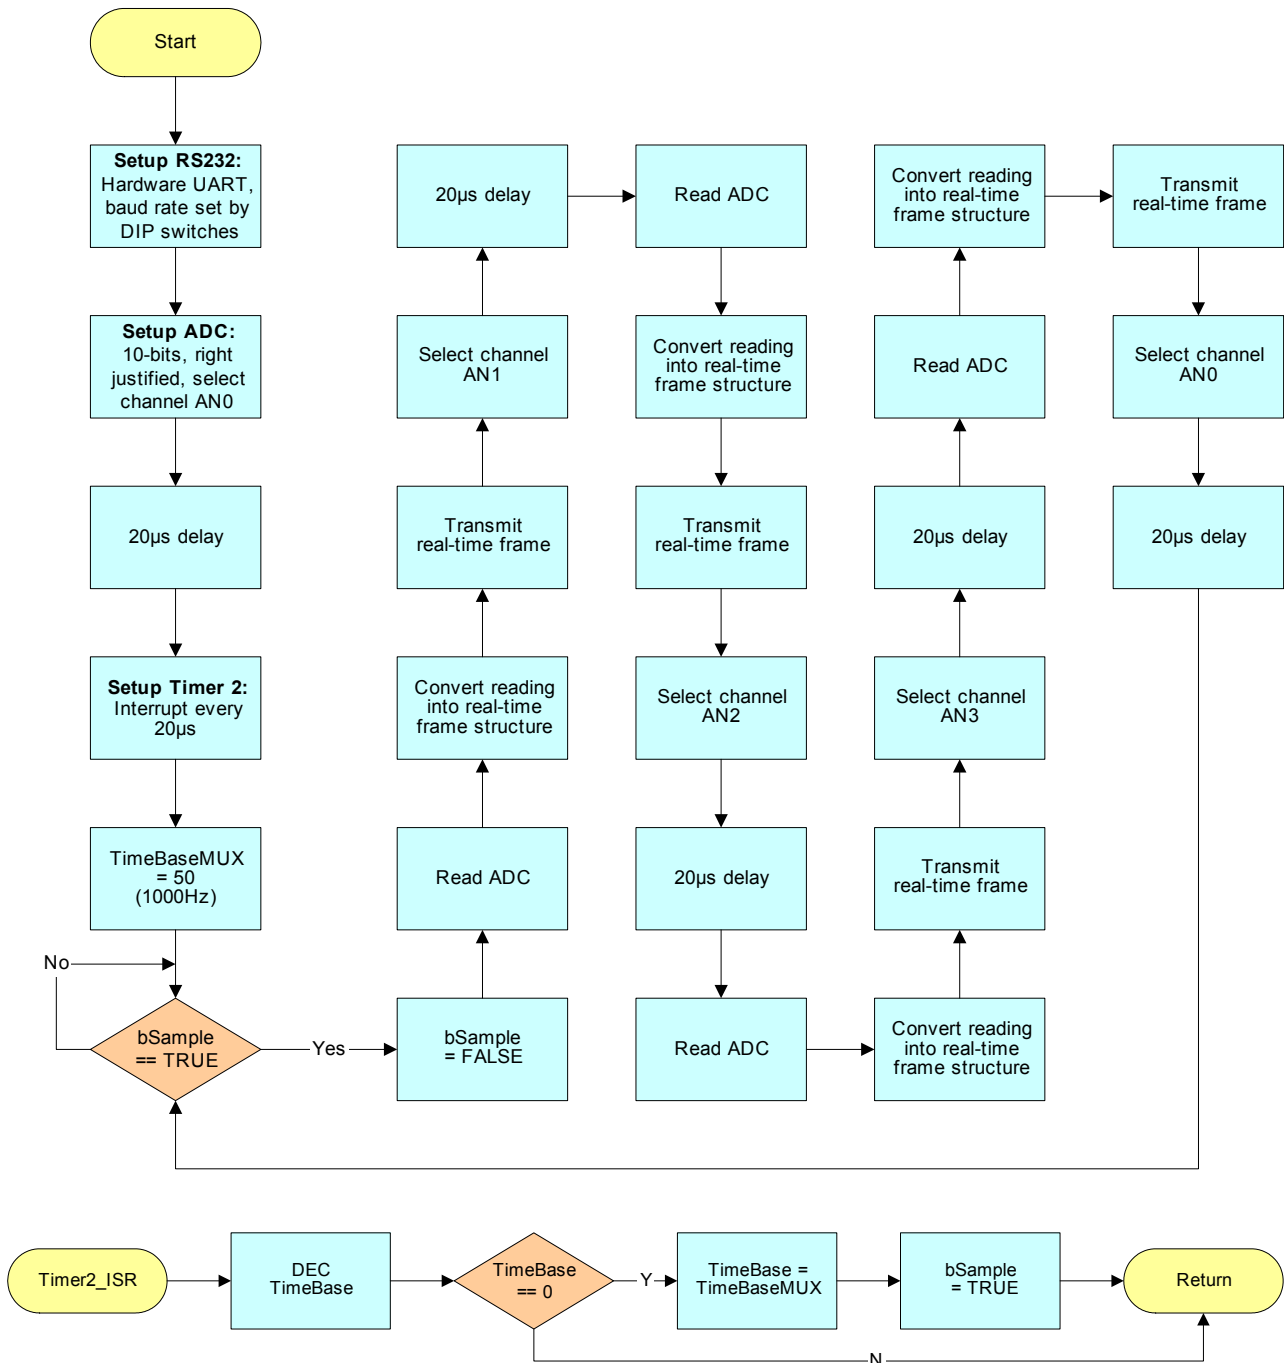 Start
Setup RS232:
Hardware UART,
baud rate set by
DIP switches
Setup ADC:
10-bits, right
justified, select
channel AN0
20µs delay
Setup Timer 2:
Interrupt every
20µs
TimeBaseMUX
= 50
(1000Hz)
No
bSample
== TRUE
Yes
bSample
= FALSE
Read ADC
Convert reading
into real-time
frame structure
Transmit
real-time frame
Select channel
AN1
20µs delay
Read ADC
Convert reading
into real-time
frame structure
Transmit
real-time frame
Select channel
AN2
20µs delay
Read ADC
Convert reading
into real-time
frame structure
Transmit
real-time frame
Select channel
AN3
20µs delay
Read ADC
Convert reading
into real-time
frame structure
Transmit
real-time frame
Select channel
AN0
20µs delay
Timer2_ISR
DEC
TimeBase
TimeBase
== 0
Y
TimeBase =
TimeBaseMUX
bSample
= TRUE
Return
N